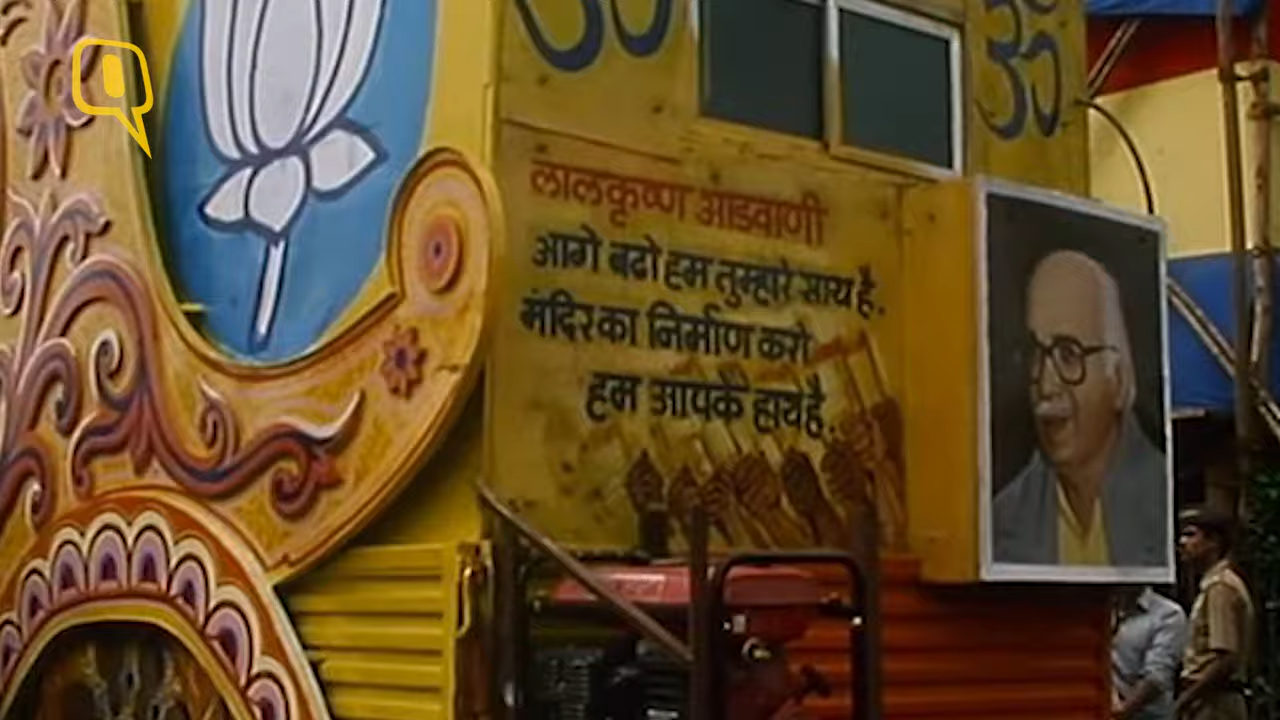 ॐ
ॐ
लालकृष्ण आडवाणी
आगे बढो हम तुम्हारे साथ है.
मंदिर का निर्माण करो
हम आपके हाथ है.